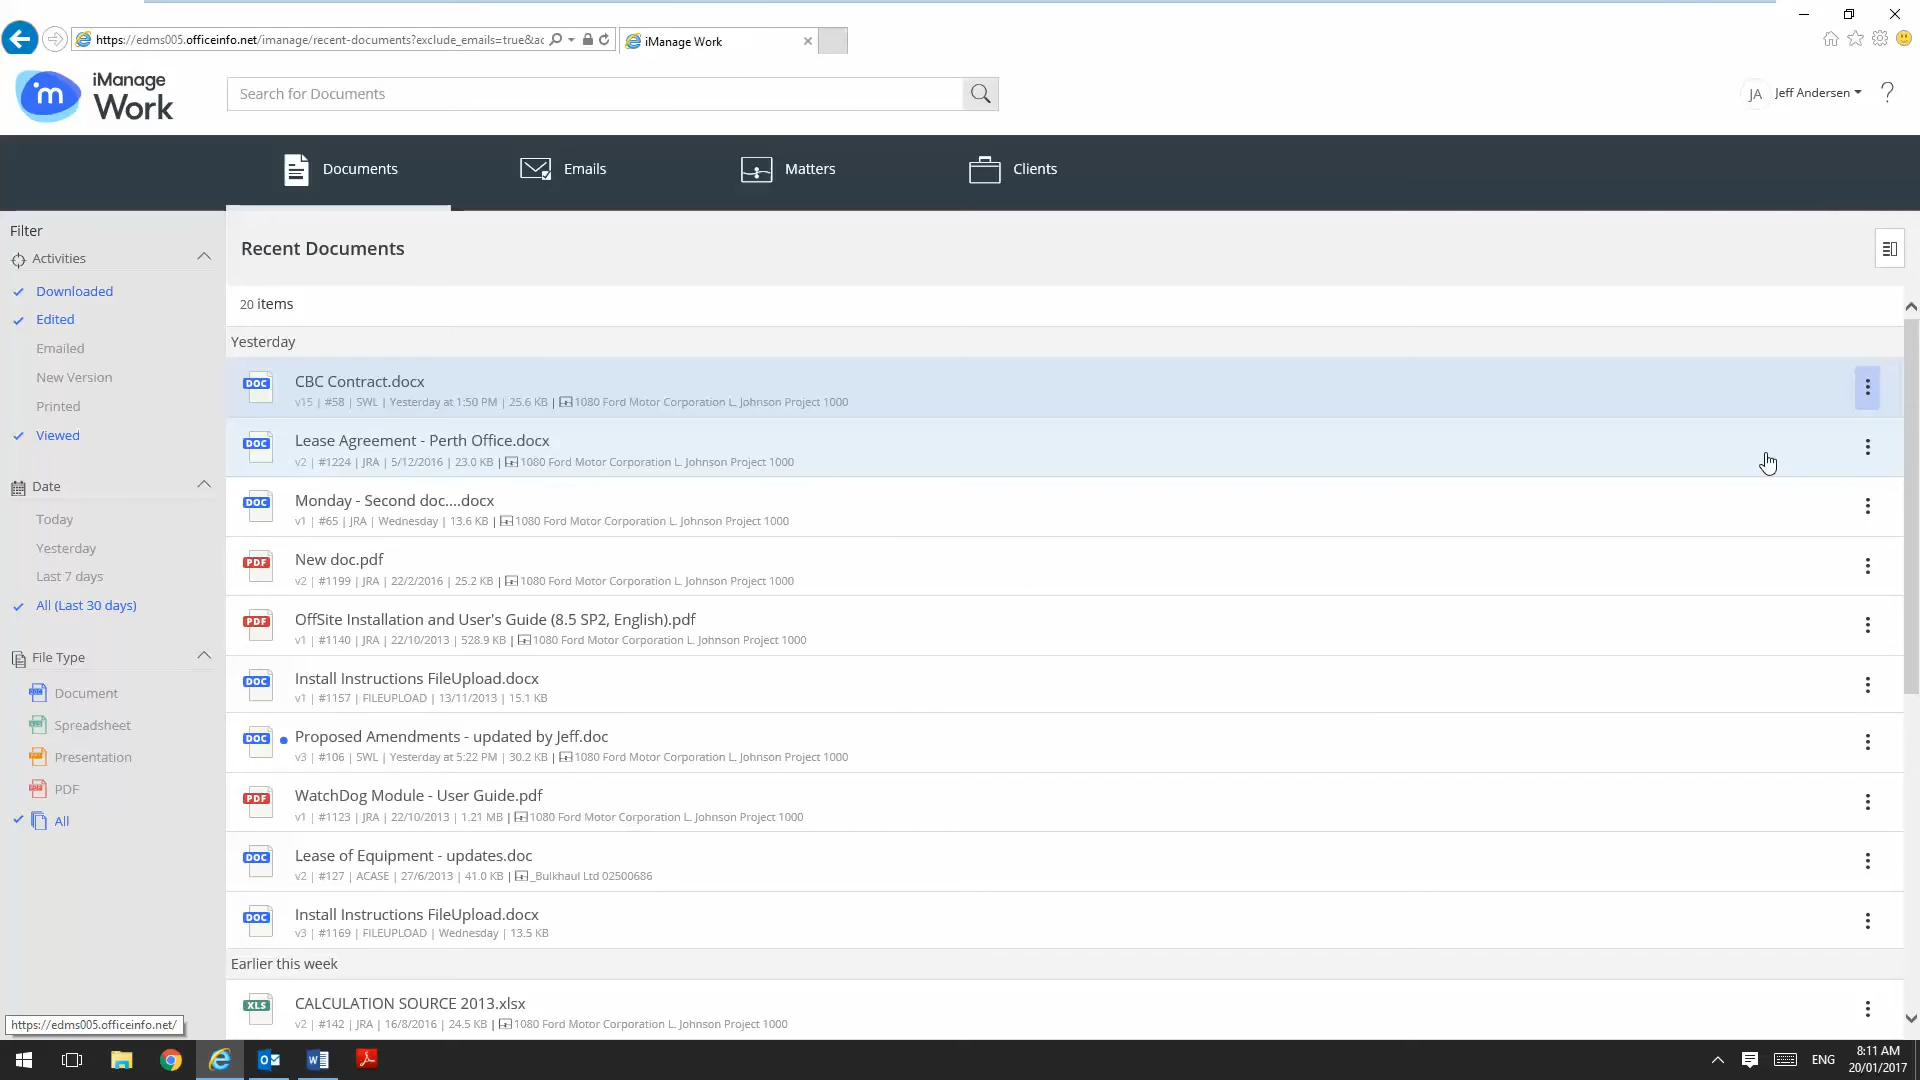 https://edms005.officeinfo.net/imanage/recent-documents?exclude_emails=true&ac
iManage Work
im
iManage
Work
Search for Documents
JA
Jeff Andersen
?
Documents
Emails
Matters
Clients
Filter
Activities
Downloaded
Edited
Emailed
New Version
Printed
Viewed
Date
Today
Yesterday
Last 7 days
All (Last 30 days)
File Type
Document
Spreadsheet
Presentation
PDF
All
Recent Documents
20 items
Yesterday
DOC
CBC Contract.docx
v15 | #58 | SWL | Yesterday at 1:50 PM | 25.6 KB | 1080 Ford Motor Corporation L. Johnson Project 1000
DOC
Lease Agreement - Perth Office.docx
v2 | #1224 | JRA | 5/12/2016 | 23.0 KB | 1080 Ford Motor Corporation L. Johnson Project 1000
DOC
Monday - Second doc....docx
v1 | #65 | JRA | Wednesday | 13.6 KB | 1080 Ford Motor Corporation L. Johnson Project 1000
PDF
New doc.pdf
v2 | #1199 | JRA | 22/2/2016 | 25.2 KB | 1080 Ford Motor Corporation L. Johnson Project 1000
PDF
OffSite Installation and User's Guide (8.5 SP2, English).pdf
v1 | #1140 | JRA | 22/10/2013 | 528.9 KB | 1080 Ford Motor Corporation L. Johnson Project 1000
DOC
Install Instructions FileUpload.docx
v1 | #1157 | FILEUPLOAD | 13/11/2013 | 15.1 KB
DOC
Proposed Amendments - updated by Jeff.doc
v3 | #106 | SWL | Yesterday at 5:22 PM | 30.2 KB | 1080 Ford Motor Corporation L. Johnson Project 1000
PDF
WatchDog Module - User Guide.pdf
v1 | #1123 | JRA | 22/10/2013 | 1.21 MB | 1080 Ford Motor Corporation L. Johnson Project 1000
DOC
Lease of Equipment - updates.doc
v2 | #127 | ACASE | 27/6/2013 | 41.0 KB | _Bulkhaul Ltd 02500686
DOC
Install Instructions FileUpload.docx
v3 | #1169 | FILEUPLOAD | Wednesday | 13.5 KB
Earlier this week
XLS
CALCULATION SOURCE 2013.xlsx
v2 | #142 | JRA | 16/8/2016 | 24.5 KB | 1080 Ford Motor Corporation L. Johnson Project 1000
https://edms005.officeinfo.net/
ENG
8:11 AM
20/01/2017